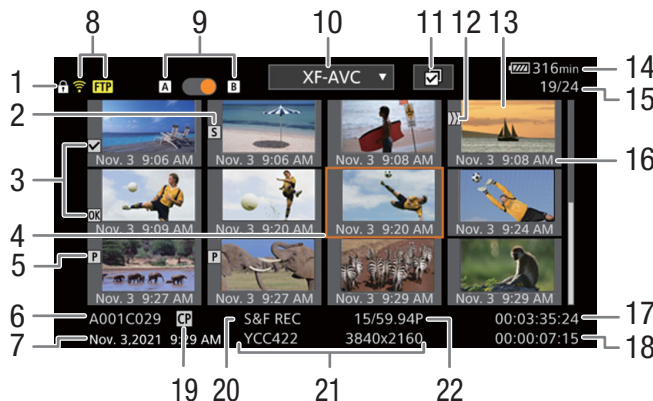 8 9 10 11 12 13
FTP A B XF-AVC 316min 14
1 19/24 15
2 S
Nov. 3 9:06 AM Nov. 3 9:06 AM Nov. 3 9:08 AM Nov. 3 9:08 AM 16
3
OK
Nov. 3 9:09 AM Nov. 3 9:20 AM Nov. 3 9:20 AM Nov. 3 9:24 AM
4
5 P P
Nov. 3 9:27 AM Nov. 3 9:27 AM Nov. 3 9:29 AM Nov. 3 9:29 AM
6 A001C029 CP S&F REC 15/59.94P 00:03:35:24 17
7 Nov. 3,2021 9:29 AM YCC422 3840x2160 00:00:07:15 18
19 20 21 22